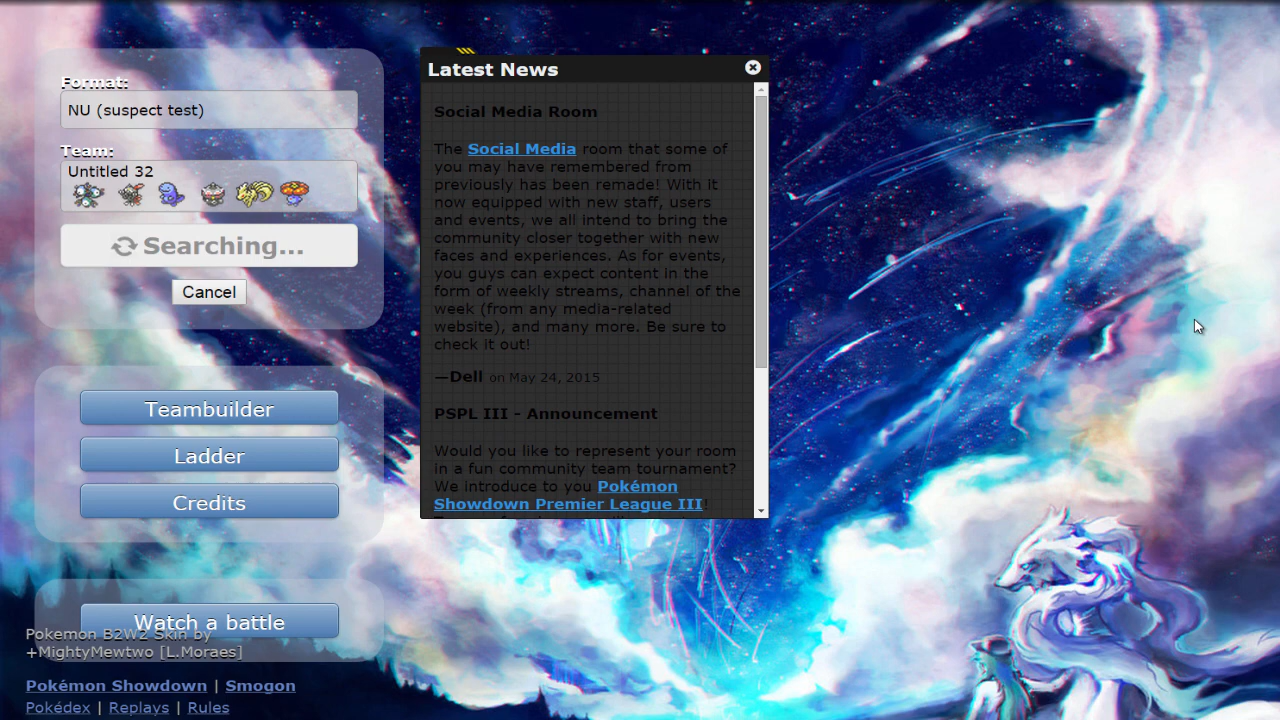 Format:
NU (suspect test)
Team:
Untitled 32
Searching...
Cancel
Teambuilder
Ladder
Credits
Watch a battle
Pokemon B2W2 Skin by
+MightyMewtwo [L.Moraes]
Pokémon Showdown | Smogon
Pokédex | Replays | Rules
Latest News
Social Media Room
The Social Media room that some of
you may have remembered from
previously has been remade! With it
now equipped with new staff, users
and events, we all intend to bring the
community closer together with new
faces and experiences. As for events,
you guys can expect content in the
form of weekly streams, channel of the
week (from any media-related
website), and many more. Be sure to
check it out!
—Dell on May 24, 2015
PSPL III - Announcement
Would you like to represent your room
in a fun community team tournament?
We introduce to you Pokémon
Showdown Premier League III!